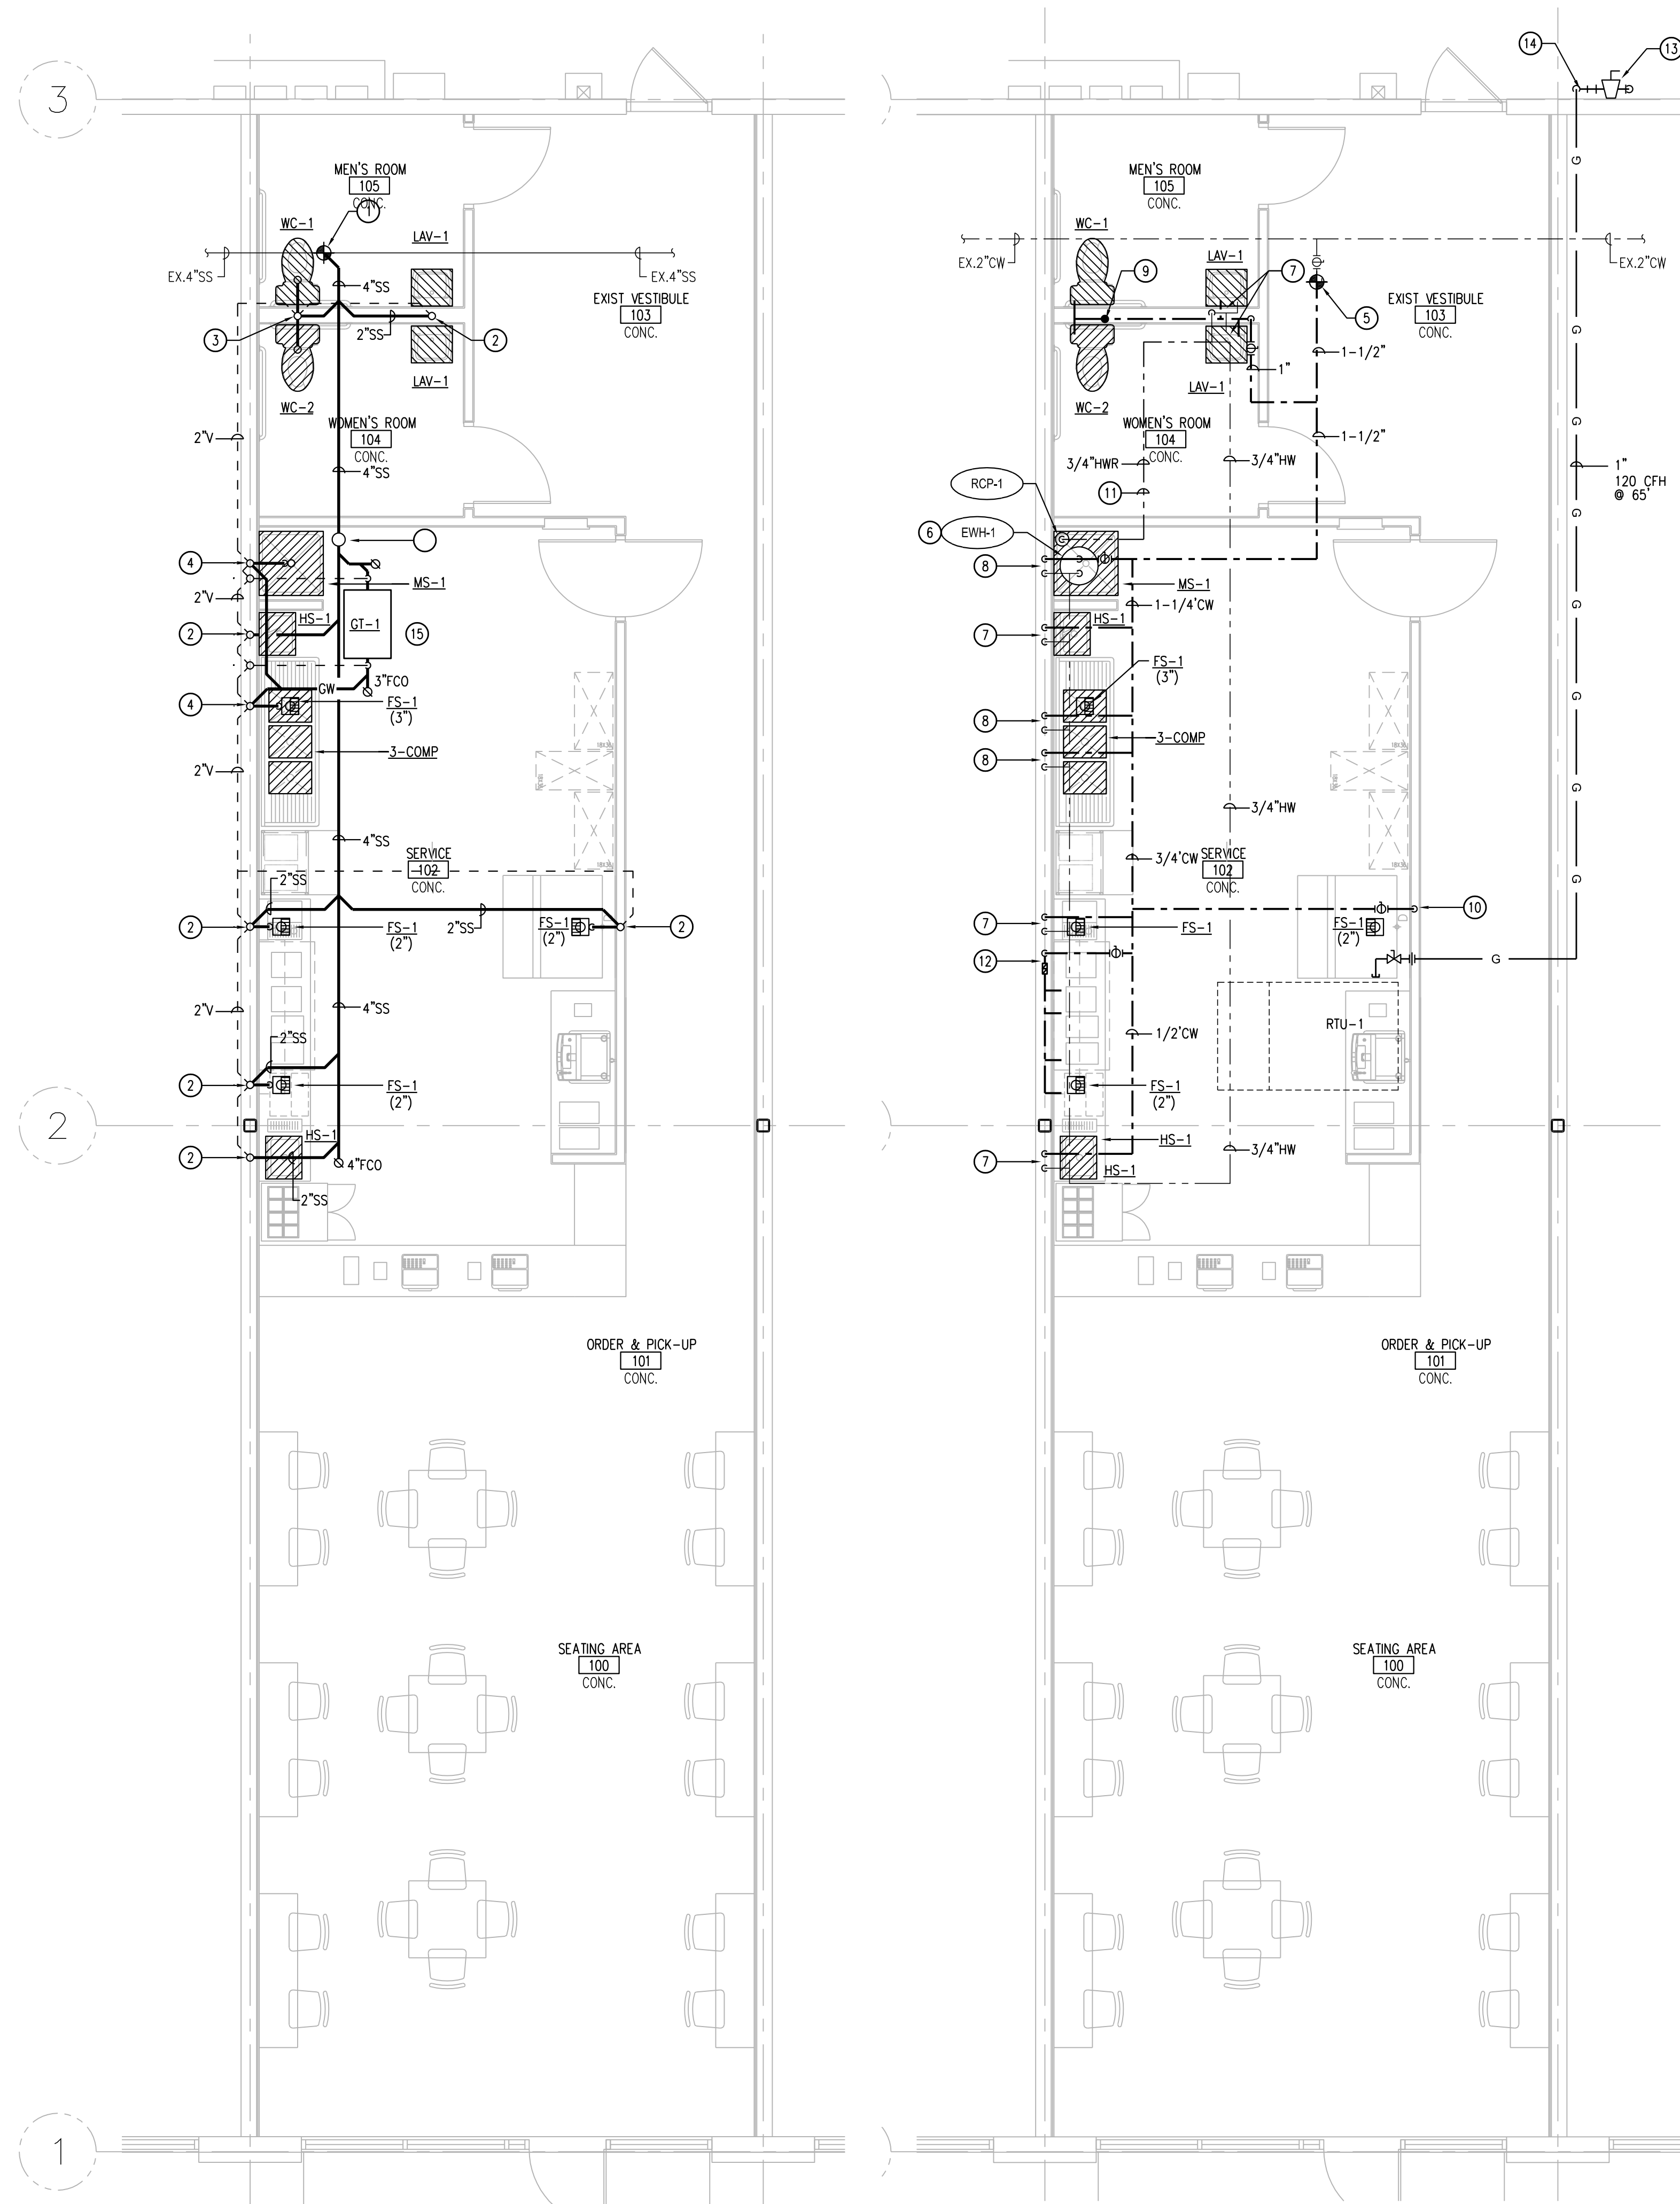 3
MEN'S ROOM
105
CONC.
1
WC-1
LAV-1
EX.4"SS
EX.4"SS
4"SS
EXIST VESTIBULE
103
CONC.
3
2"SS
2
LAV-1
WC-2
WOMEN'S ROOM
104
CONC.
2"V
4"SS
4
MS-1
2"V
HS-1
GT-1
15
2
GW
3"FCO
4
FS-1
(3")
3-COMP
2"V
4"SS
SERVICE
102
CONC.
2"SS
2
FS-1
(2")
2"SS
FS-1
(2")
2
2"V
4"SS
2"SS
2
FS-1
(2")
2
HS-1
2
4"FCO
2"SS
ORDER & PICK-UP
101
CONC.
SEATING AREA
100
CONC.
1
14
13
MEN'S ROOM
105
CONC.
G
WC-1
LAV-1
EX.2"CW
EX.2"CW
9
7
EXIST VESTIBULE
103
CONC.
5
G
1-1/2"
1"
LAV-1
WC-2
WOMEN'S ROOM
104
CONC.
G
1-1/2"
3/4"HWR
3/4"HW
1"
120 CFH
@ 65'
RCP-1
11
G
6
EWH-1
8
MS-1
1-1/4'CW
G
HS-1
7
FS-1
(3")
G
8
3-COMP
8
G
3/4"HW
3/4'CW
SERVICE
102
CONC.
G
7
FS-1
FS-1
(2")
10
12
G
1/2'CW
RTU-1
FS-1
(2")
HS-1
3/4"HW
7
HS-1
ORDER & PICK-UP
101
CONC.
SEATING AREA
100
CONC.